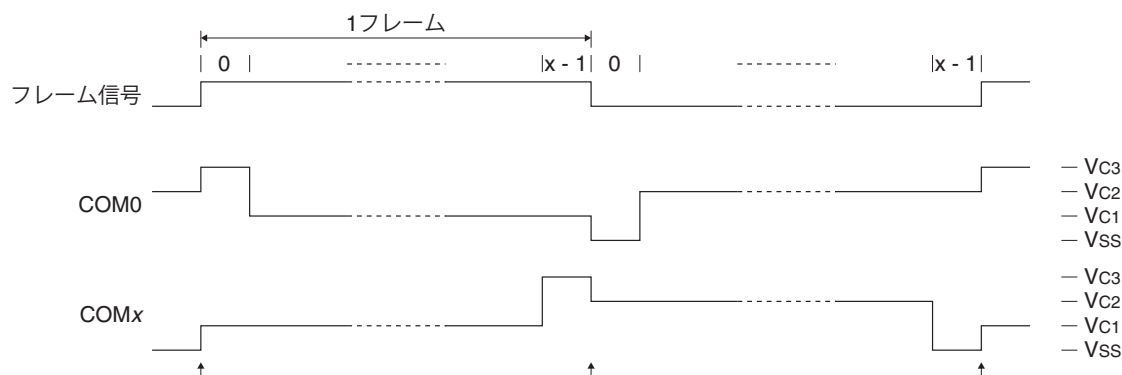 1フレーム
0 x - 1 0 x - 1
フレーム信号
COM0
VC3
VC2
VC1
VSS
COMx
VC3
VC2
VC1
VSS